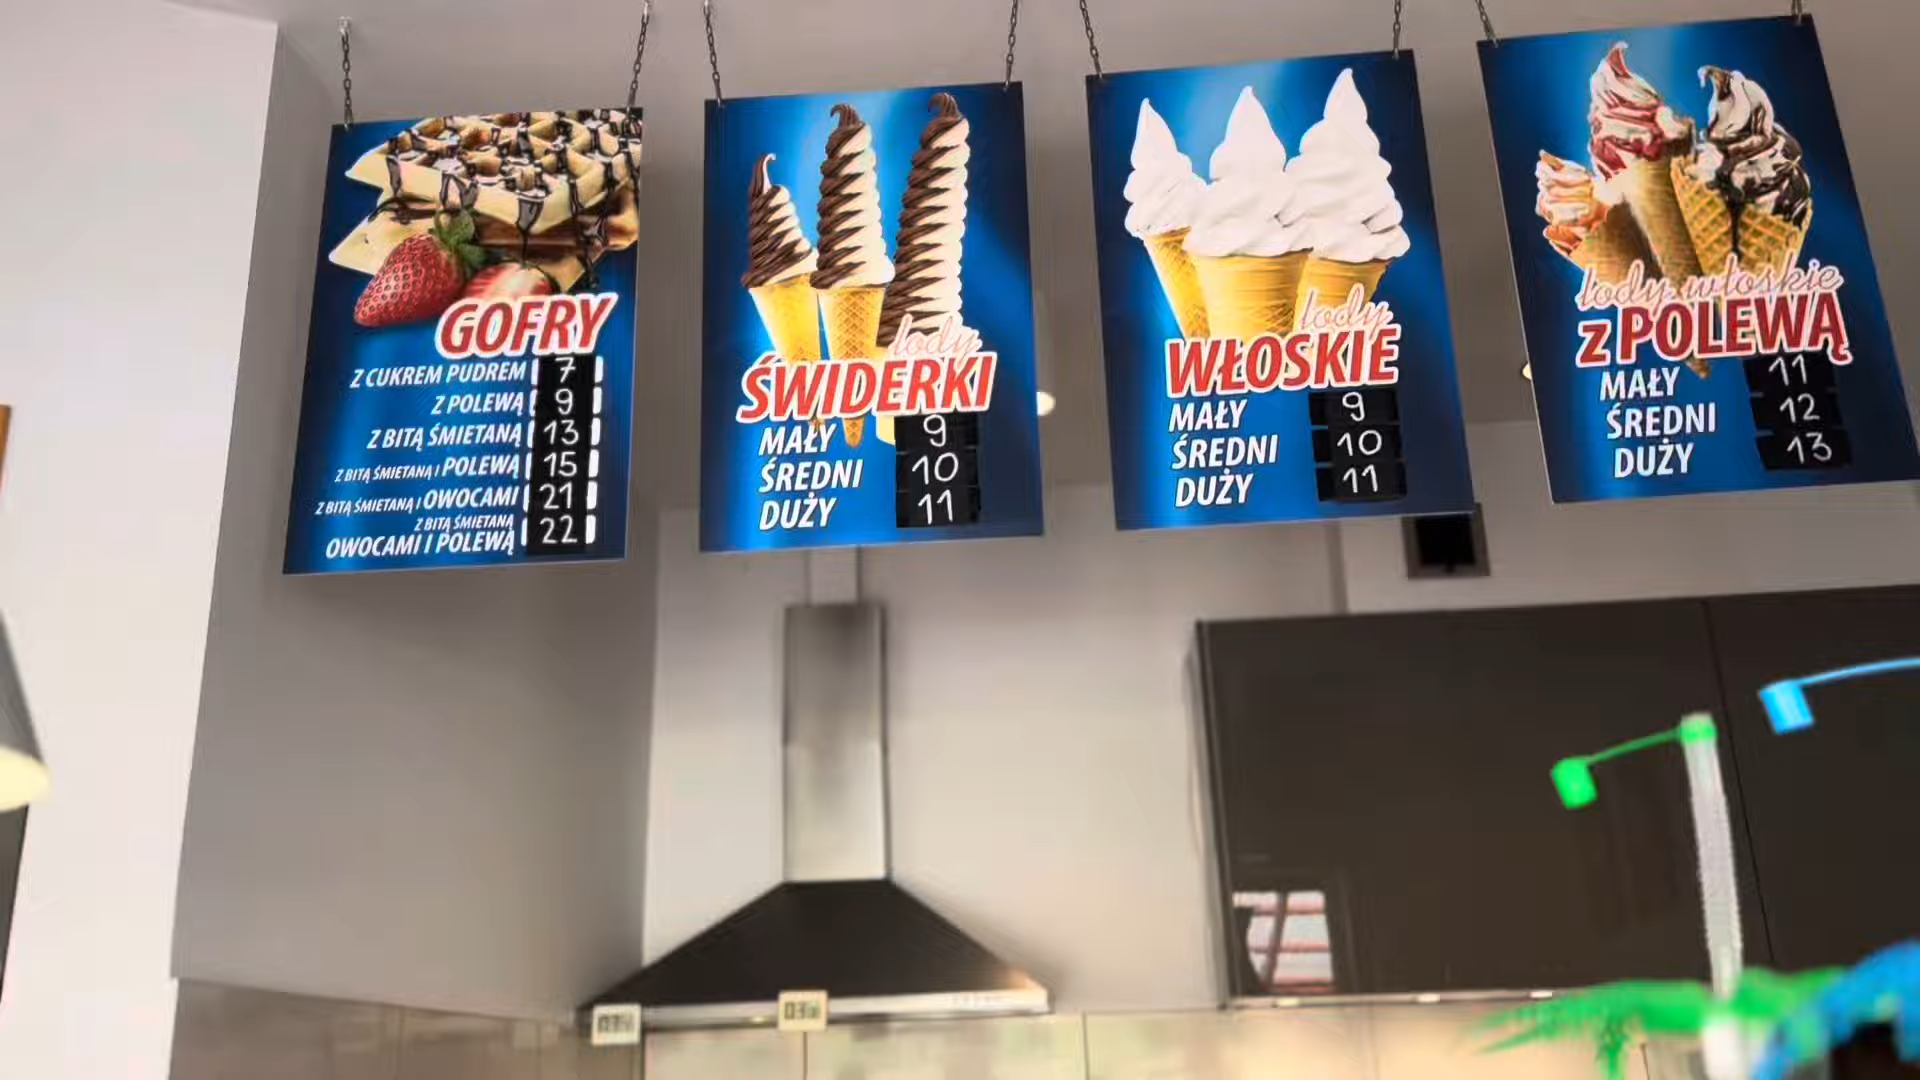 GOFRY
Z CUKREM PUDREM 7
Z POLEWĄ 9
Z BITĄ ŚMIETANĄ 13
Z BITĄ ŚMIETANĄ I POLEWĄ 15
Z BITĄ ŚMIETANĄ I OWOCAMI 21
Z BITĄ ŚMIETANĄ
OWOCAMI I POLEWĄ 22
lody
ŚWIDERKI
MAŁY 9
ŚREDNI 10
DUŻY 11
lody
WŁOSKIE
MAŁY 9
ŚREDNI 10
DUŻY 11
lody włoskie
z POLEWĄ
MAŁY 11
ŚREDNI 12
DUŻY 13